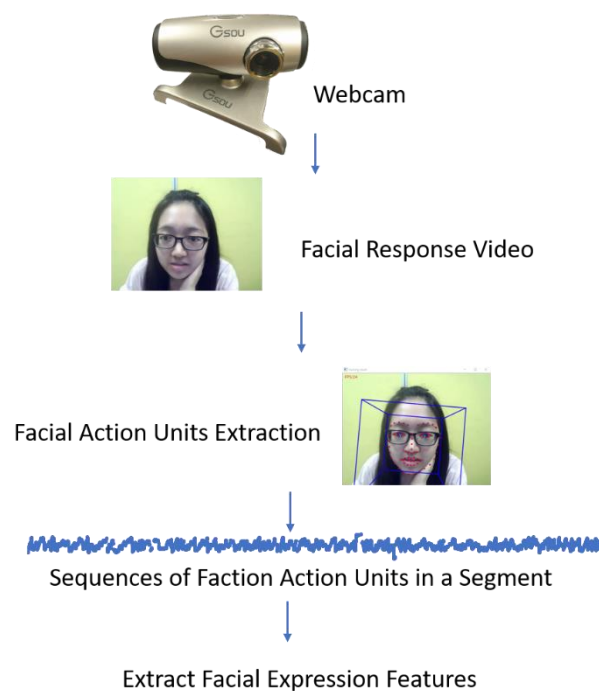 Gsou
Gsou
Webcam
Facial Response Video
Facial Action Units Extraction
Sequences of Faction Action Units in a Segment
Extract Facial Expression Features